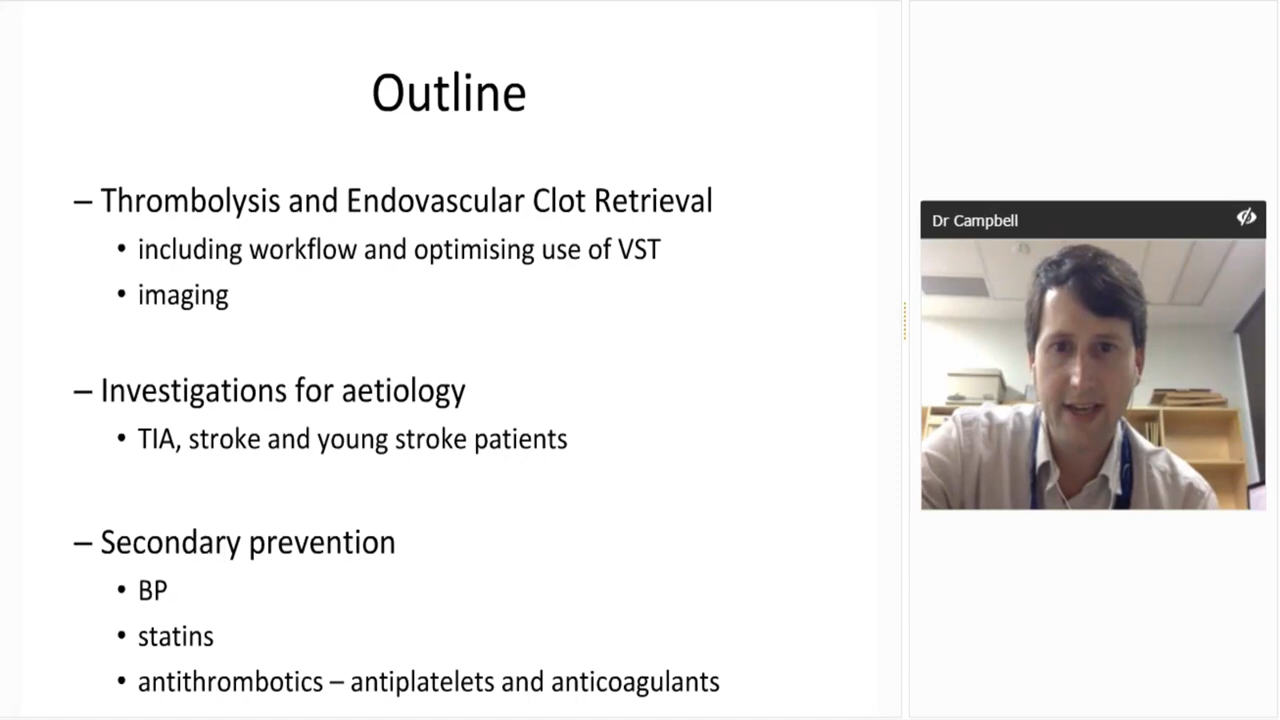 Outline
– Thrombolysis and Endovascular Clot Retrieval
• including workflow and optimising use of VST
• imaging
– Investigations for aetiology
• TIA, stroke and young stroke patients
– Secondary prevention
• BP
• statins
• antithrombotics – antiplatelets and anticoagulants
Dr Campbell